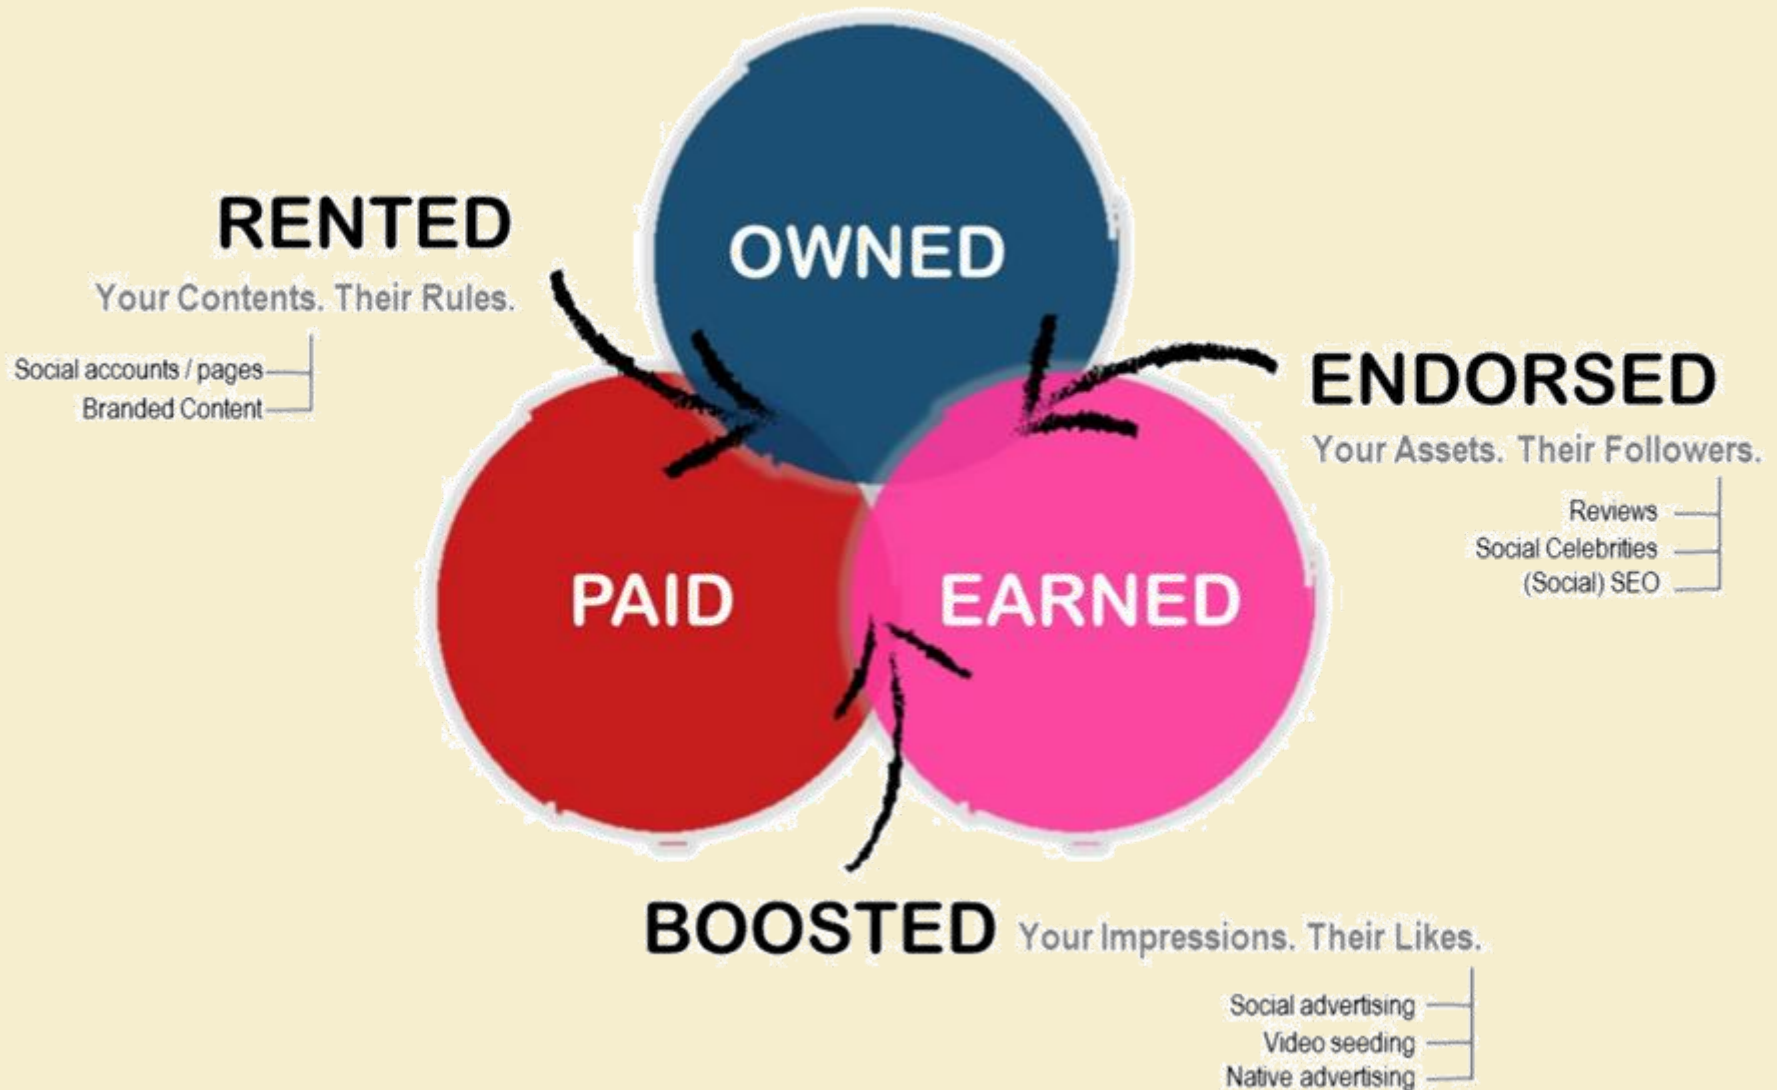 OWNED
RENTED
Your Contents. Their Rules.
Social accounts / pages
Branded Content
ENDORSED
Your Assets. Their Followers.
Reviews
Social Celebrities
(Social) SEO
PAID
EARNED
BOOSTED Your Impressions. Their Likes.
Social advertising
Video seeding
Native advertising